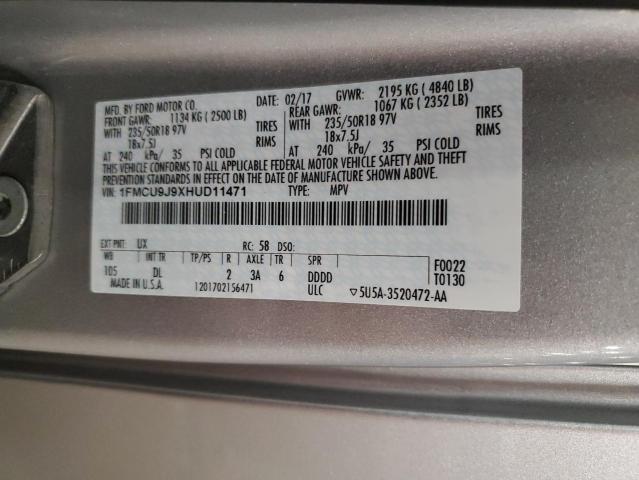 MFD. BY FORD MOTOR CO.
DATE: 02/17 GVWR: 2195 KG ( 4840 LB)
FRONT GAWR: 1134 KG ( 2500 LB)
REAR GAWR: 1067 KG ( 2352 LB)
WITH 235/50R18 97V TIRES
WITH 235/50R18 97V TIRES
18x7.5J RIMS
18x7.5J RIMS
AT 240 kPa/ 35 PSI COLD
AT 240 kPa/ 35 PSI COLD
THIS VEHICLE CONFORMS TO ALL APPLICABLE FEDERAL MOTOR VEHICLE SAFETY AND THEFT
PREVENTION STANDARDS IN EFFECT ON THE DATE OF MANUFACTURE SHOWN ABOVE.
VIN: 1FMCU9J9XHUD11471 TYPE: MPV
EXT PNT: UX RC: 58 DSO:
WB INT TR TP/PS R AXLE TR SPR
105 DL 2 3A 6 DDDD
F0022
T0130
MADE IN U.S.A. 1201702156471 ULC ▽5U5A-3520472-AA